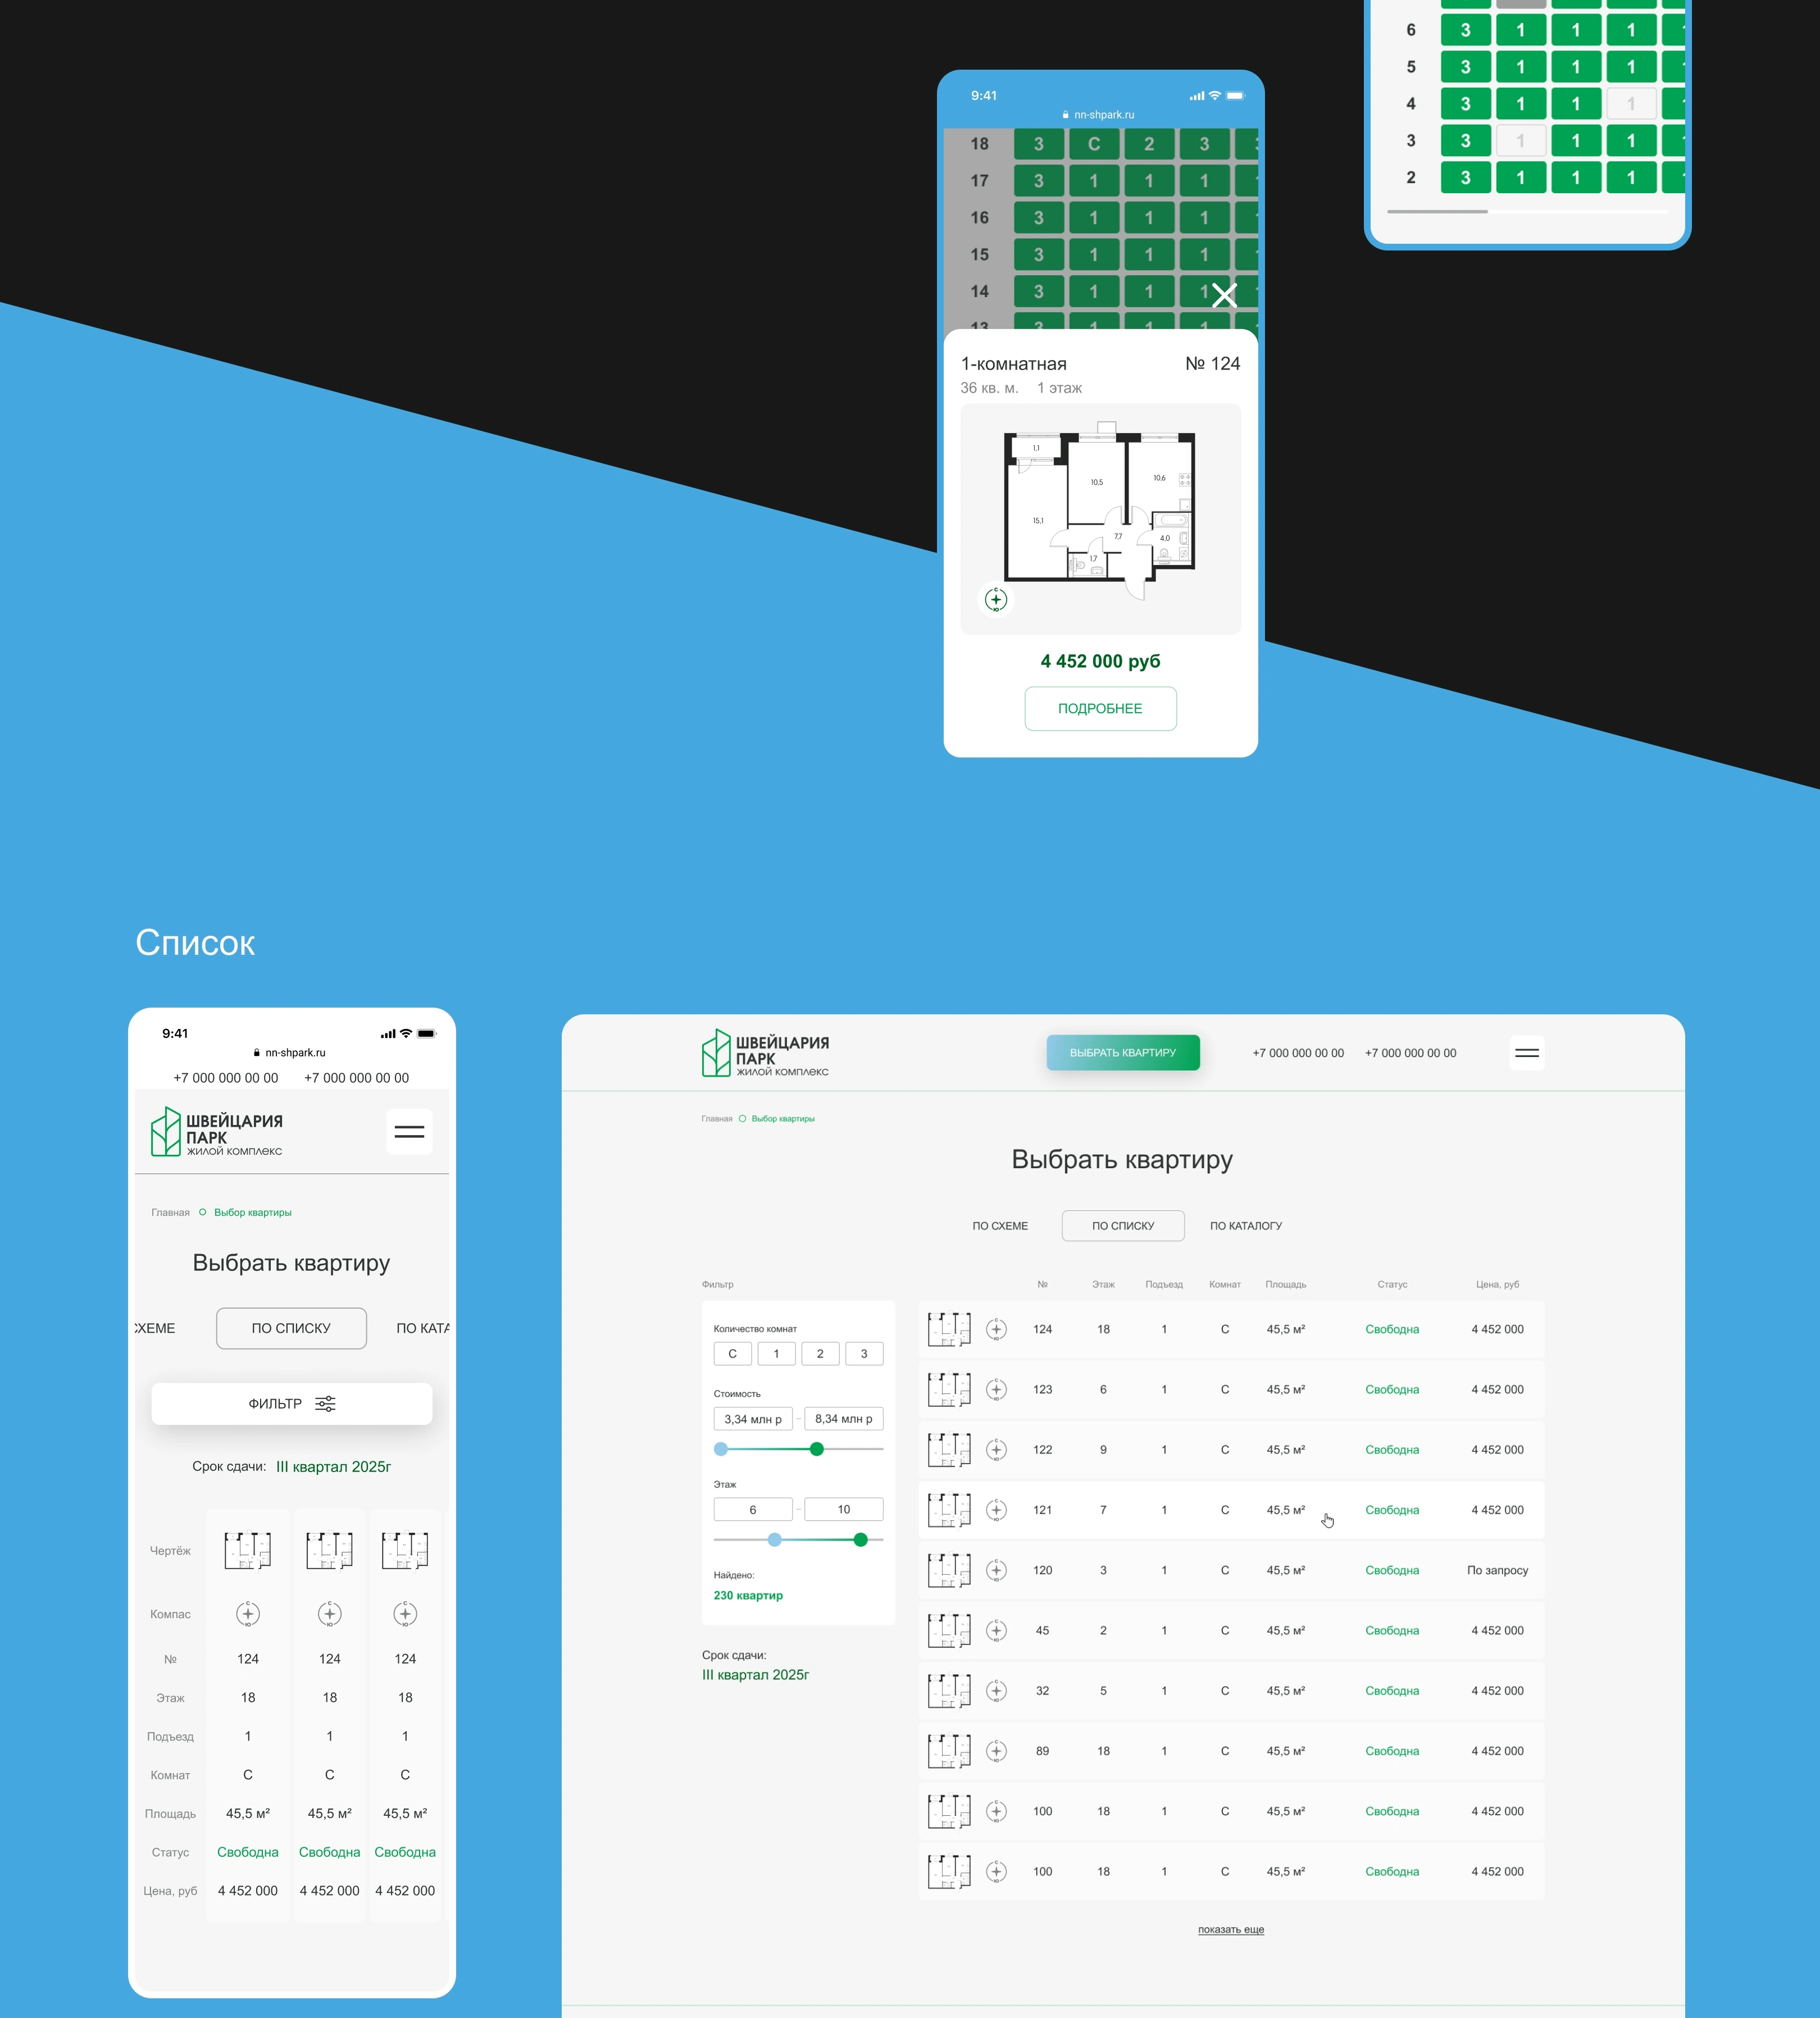 6 3 1 1 1
5 3 1 1 1
4 3 1 1 1
3 3 1 1 1
2 3 1 1 1
9:41
nn-shpark.ru
18 3 С 2 3
17 3 1 1 1
16 3 1 1 1
15 3 1 1 1
14 3 1 1 1
13 3 1 1 1
1-комнатная № 124
36 кв. м. 1 этаж
1,1
10,5
10,6
15,1
7,7
4,0
1,7
С
Ю
4 452 000 руб
ПОДРОБНЕЕ
Список
9:41
nn-shpark.ru
+7 000 000 00 00 +7 000 000 00 00
ШВЕЙЦАРИЯ
ПАРК
ЖИЛОЙ КОМПЛЕКС
Главная Выбор квартиры
Выбрать квартиру
СХЕМЕ ПО СПИСКУ ПО КАТА
ФИЛЬТР
Срок сдачи: III квартал 2025г
Чертёж
Компас
№ 124 124 124
Этаж 18 18 18
Подъезд 1 1 1
Комнат С С С
Площадь 45,5 м² 45,5 м² 45,5 м²
Статус Свободна Свободна Свободна
Цена, руб 4 452 000 4 452 000 4 452 000
ШВЕЙЦАРИЯ
ПАРК
ЖИЛОЙ КОМПЛЕКС
ВЫБРАТЬ КВАРТИРУ
+7 000 000 00 00 +7 000 000 00 00
Главная Выбор квартиры
Выбрать квартиру
ПО СХЕМЕ ПО СПИСКУ ПО КАТАЛОГУ
Фильтр
Количество комнат
С 1 2 3
Стоимость
3,34 млн р - 8,34 млн р
Этаж
6 - 10
Найдено:
230 квартир
Срок сдачи:
III квартал 2025г
№ Этаж Подъезд Комнат Площадь Статус Цена, руб
124 18 1 С 45,5 м² Свободна 4 452 000
123 6 1 С 45,5 м² Свободна 4 452 000
122 9 1 С 45,5 м² Свободна 4 452 000
121 7 1 С 45,5 м² Свободна 4 452 000
120 3 1 С 45,5 м² Свободна По запросу
45 2 1 С 45,5 м² Свободна 4 452 000
32 5 1 С 45,5 м² Свободна 4 452 000
89 18 1 С 45,5 м² Свободна 4 452 000
100 18 1 С 45,5 м² Свободна 4 452 000
100 18 1 С 45,5 м² Свободна 4 452 000
показать еще